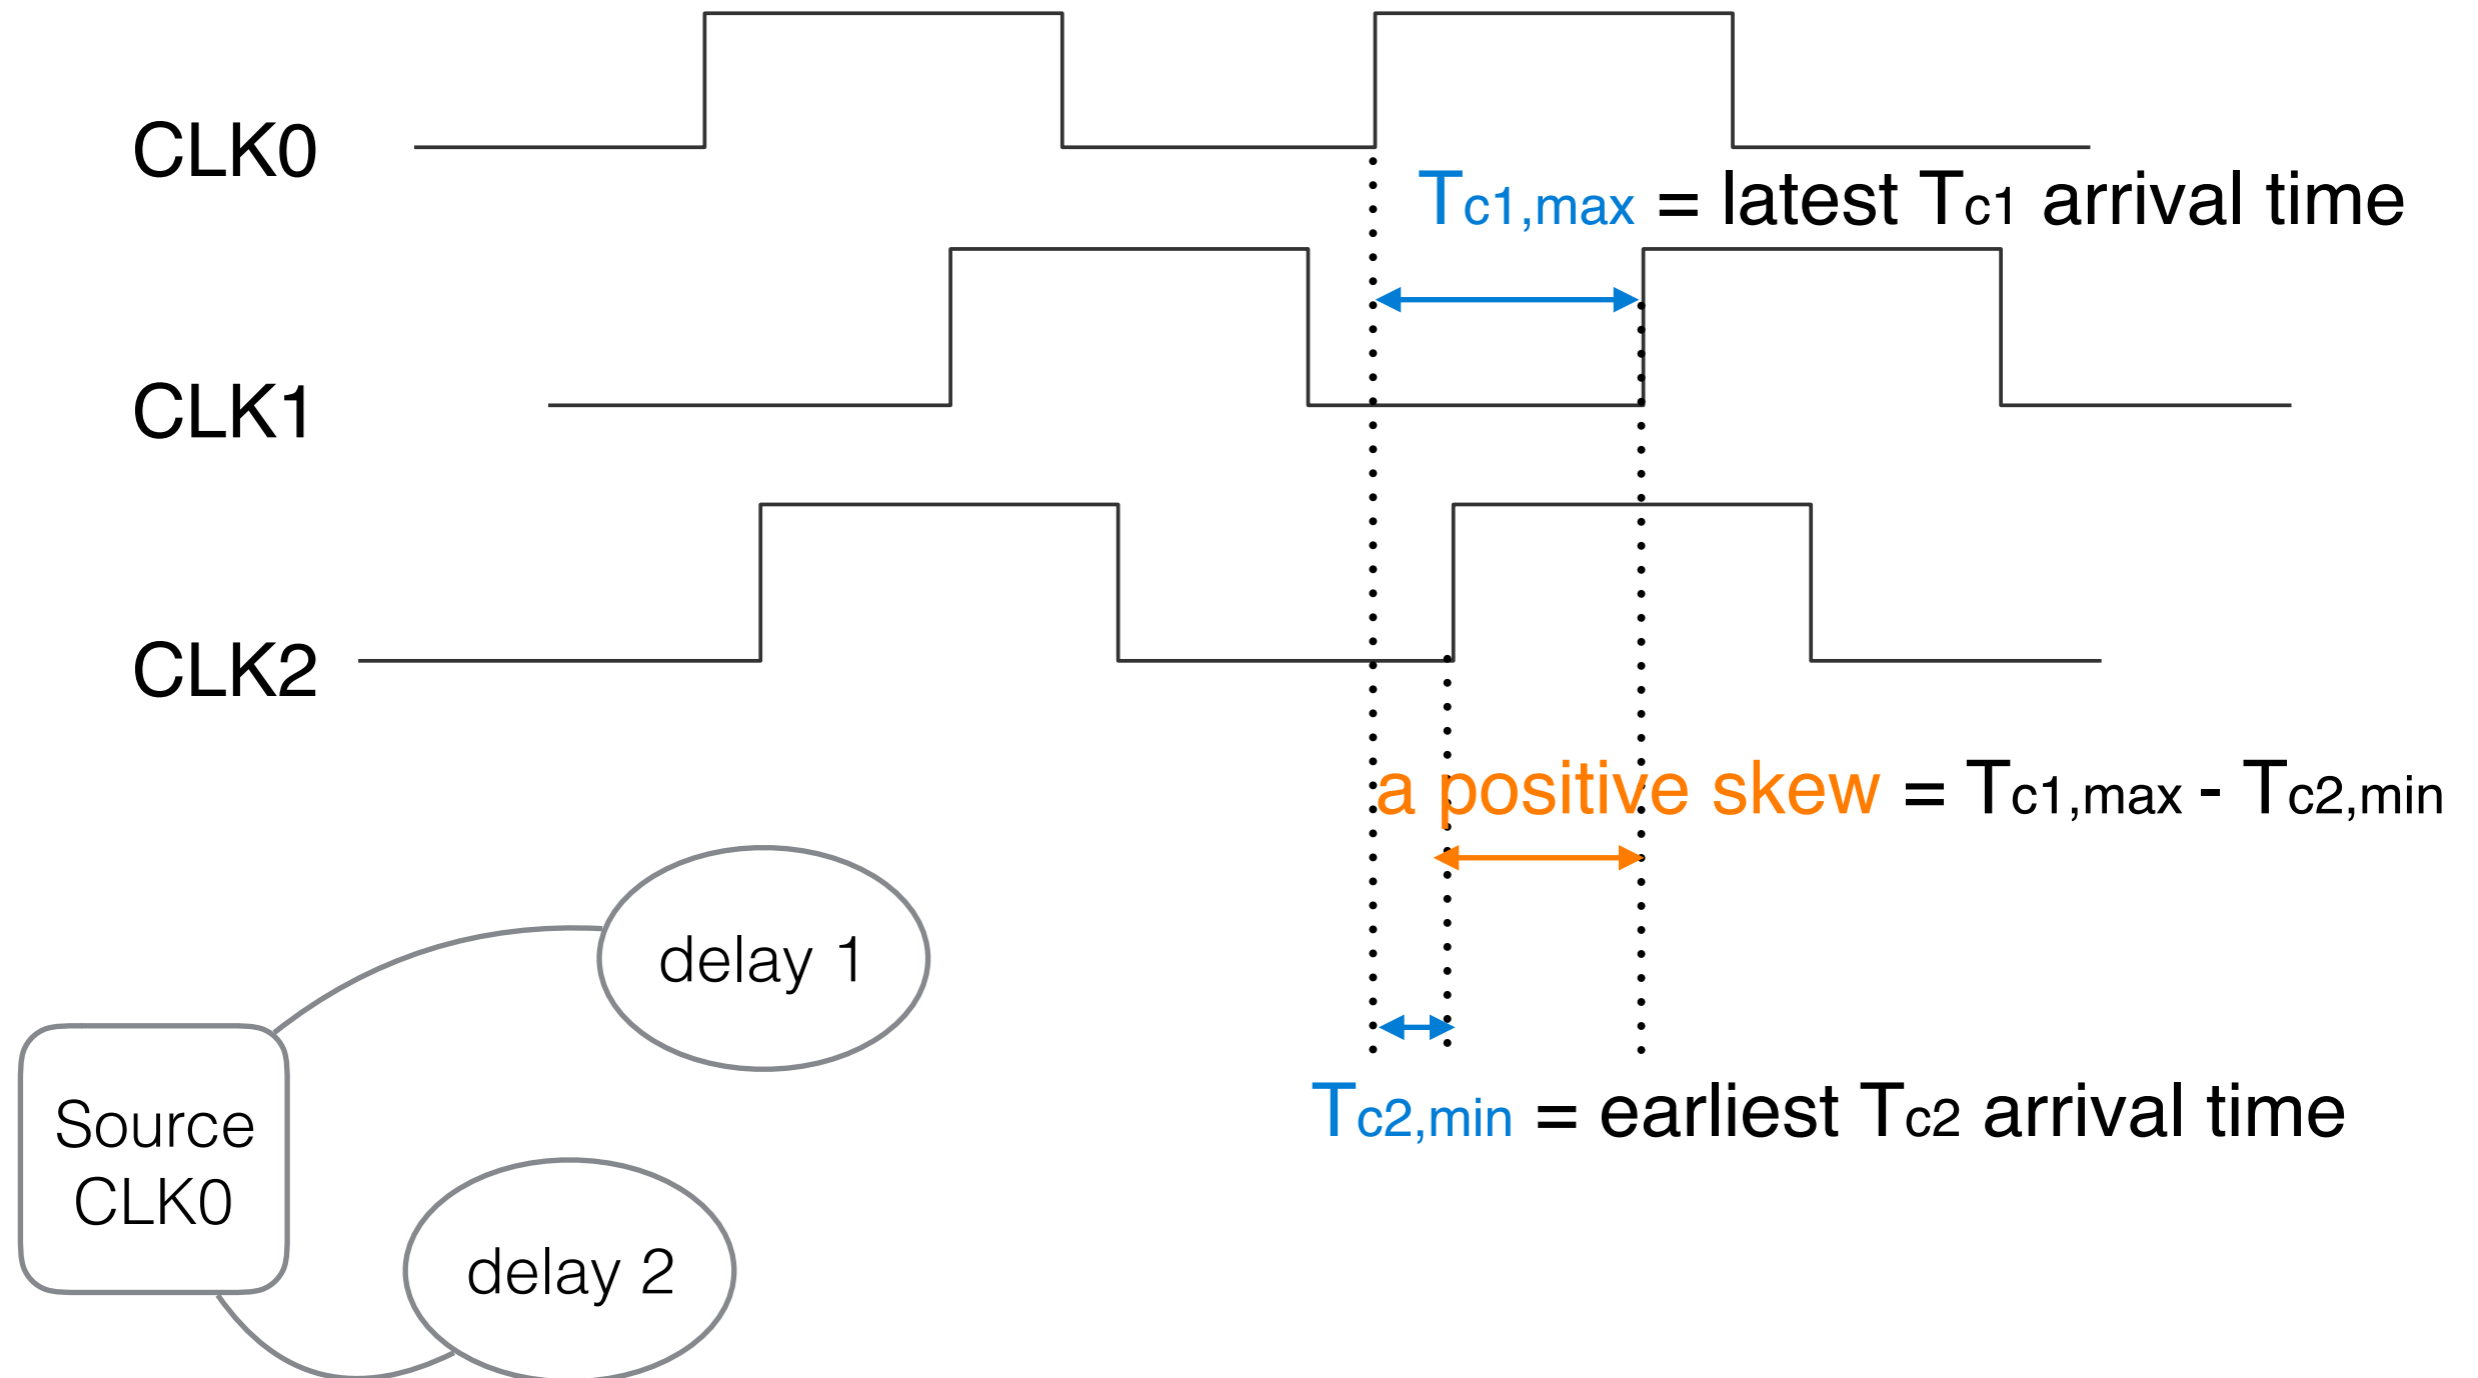 CLK0
Tc1,max = latest Tc1 arrival time
CLK1
CLK2
a positive skew = Tc1,max - Tc2,min
delay 1
Source
CLK0
Tc2,min = earliest Tc2 arrival time
delay 2